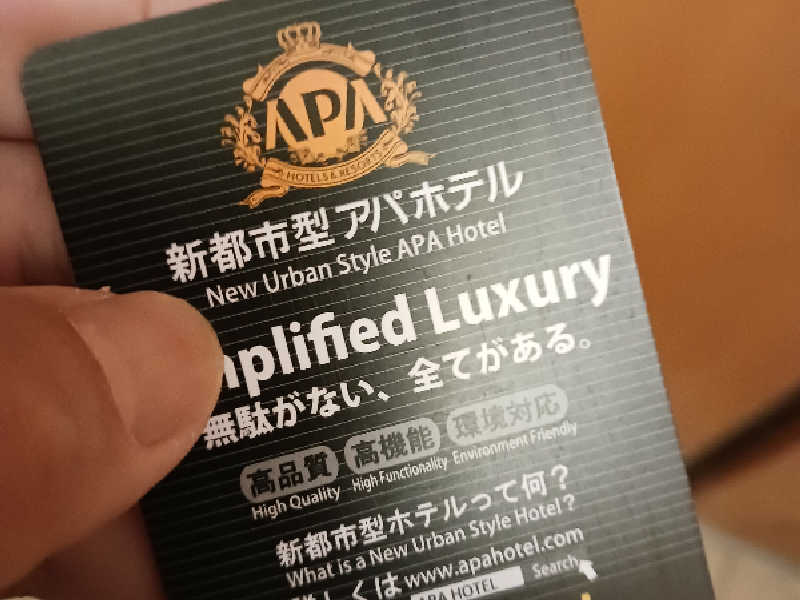 APA
HOTELS & RESORTS
新都市型アパホテル
New Urban Style APA Hotel
Luxury
無駄がない、全てがある。
高品質 高機能 環境対応
High Quality High Functionality Environment Friendly
新都市型ホテルって何？
What is a New Urban Style Hotel?
くは www.apahotel.com
APA HOTEL Search